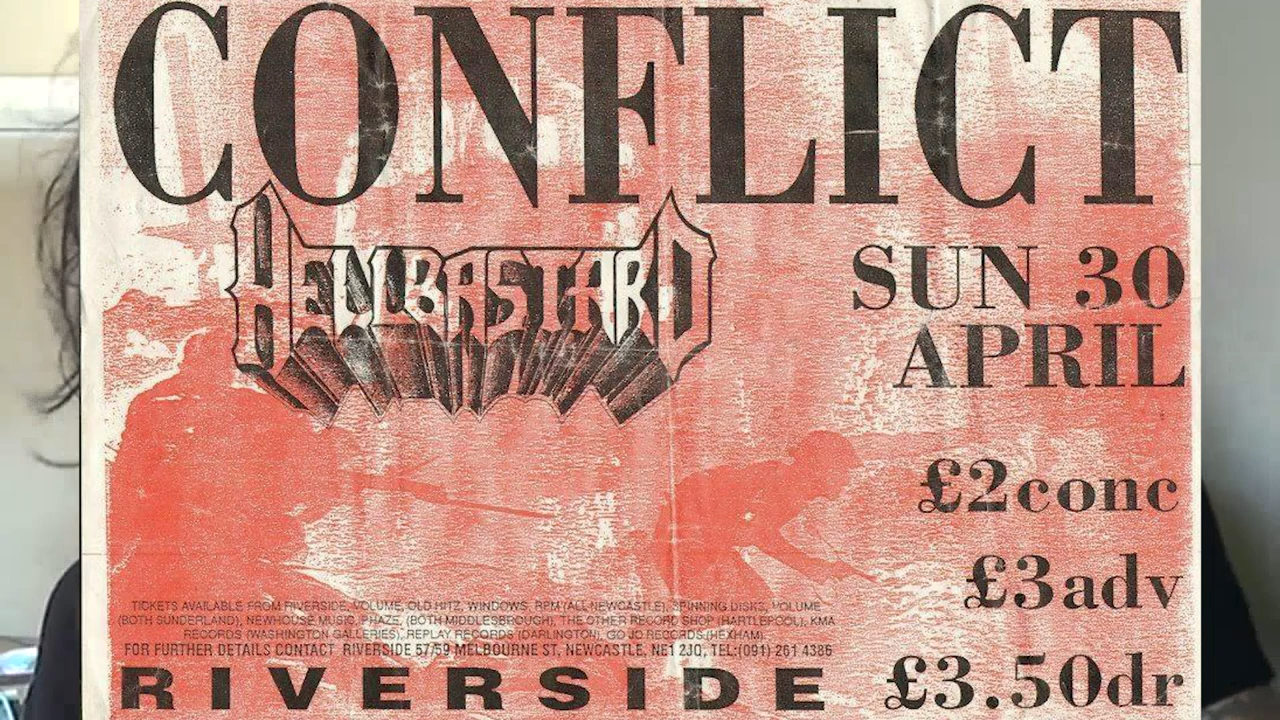 CONFLICT
HELLBASTARD
SUN 30
APRIL
£2conc
£3adv
£3.50dr
TICKETS AVAILABLE FROM RIVERSIDE, VOLUME, OLD HITZ, WINDOWS, RPM (ALL NEWCASTLE), SPINNING DISKS, VOLUME
(BOTH SUNDERLAND), NEWHOUSE MUSIC, PHAZE, (BOTH MIDDLESBROUGH), THE OTHER RECORD SHOP (HARTLEPOOL), KMA
RECORDS (WASHINGTON GALLERIES), REPLAY RECORDS (DARLINGTON), GO JO RECORDS (HEXHAM).
FOR FURTHER DETAILS CONTACT RIVERSIDE 57/59 MELBOURNE ST, NEWCASTLE, NE1 2JQ, TEL:(091) 261 4386
RIVERSIDE